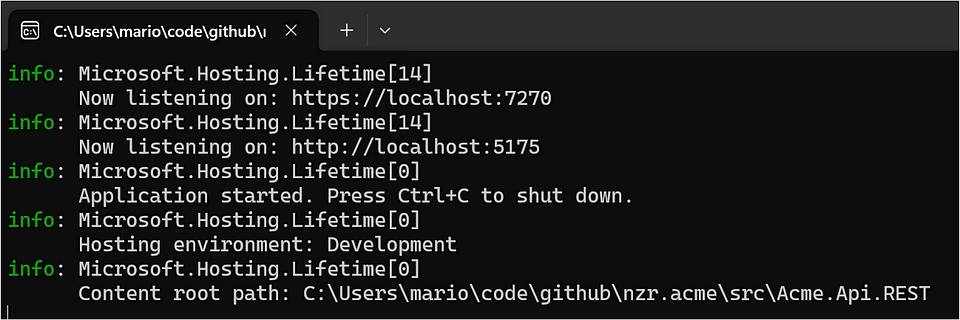 C:\Users\mario\code\github\
info: Microsoft.Hosting.Lifetime[14]
Now listening on: https://localhost:7270
info: Microsoft.Hosting.Lifetime[14]
Now listening on: http://localhost:5175
info: Microsoft.Hosting.Lifetime[0]
Application started. Press Ctrl+C to shut down.
info: Microsoft.Hosting.Lifetime[0]
Hosting environment: Development
info: Microsoft.Hosting.Lifetime[0]
Content root path: C:\Users\mario\code\github\nzr.acme\src\Acme.Api.REST